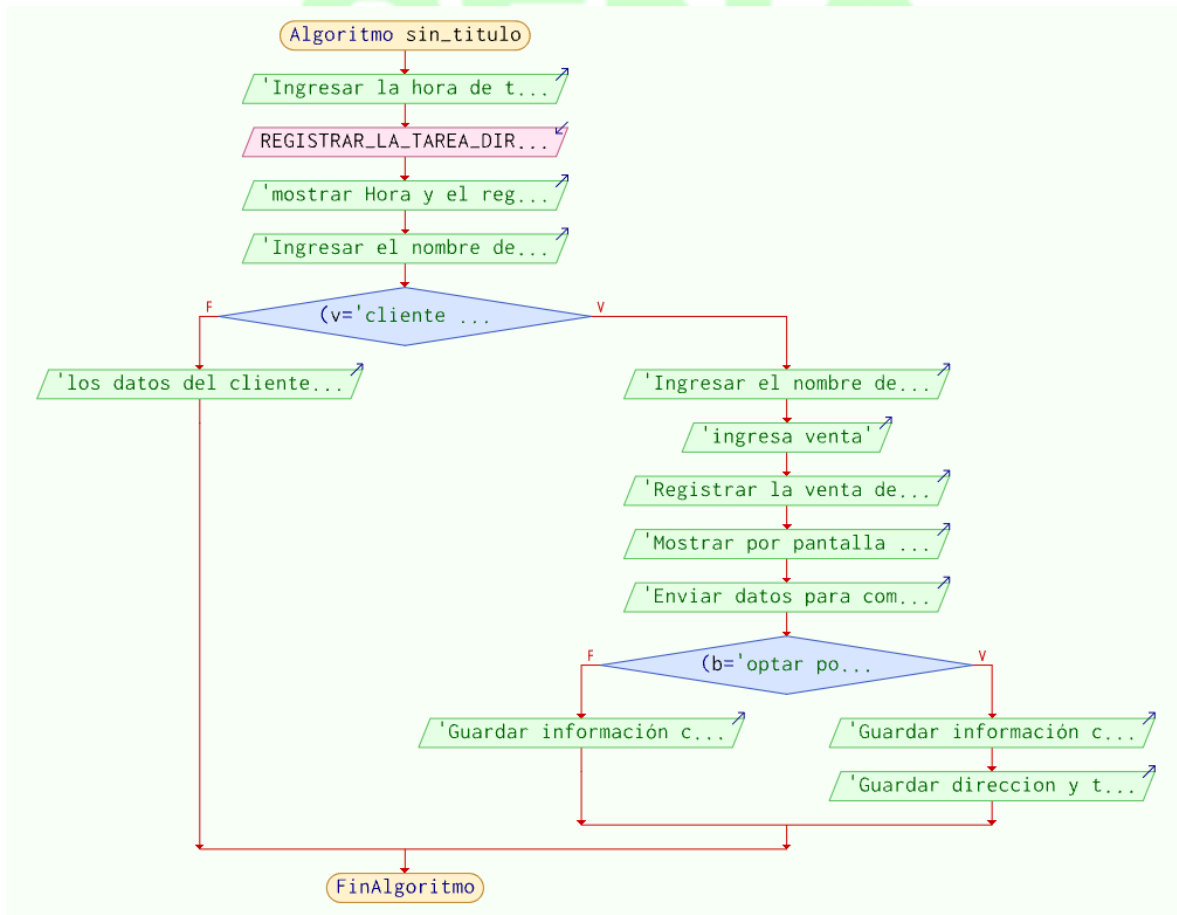 Algoritmo sin_titulo
'Ingresar la hora de t...
REGISTRAR_LA_TAREA_DIR...
'mostrar Hora y el reg...
'Ingresar el nombre de...
F
(v='cliente ...
V
'los datos del cliente...
'Ingresar el nombre de...
'ingresa venta'
'Registrar la venta de...
'Mostrar por pantalla ...
'Enviar datos para com...
F
(b='optar po...
V
'Guardar información c...
'Guardar información c...
'Guardar direccion y t...
FinAlgoritmo